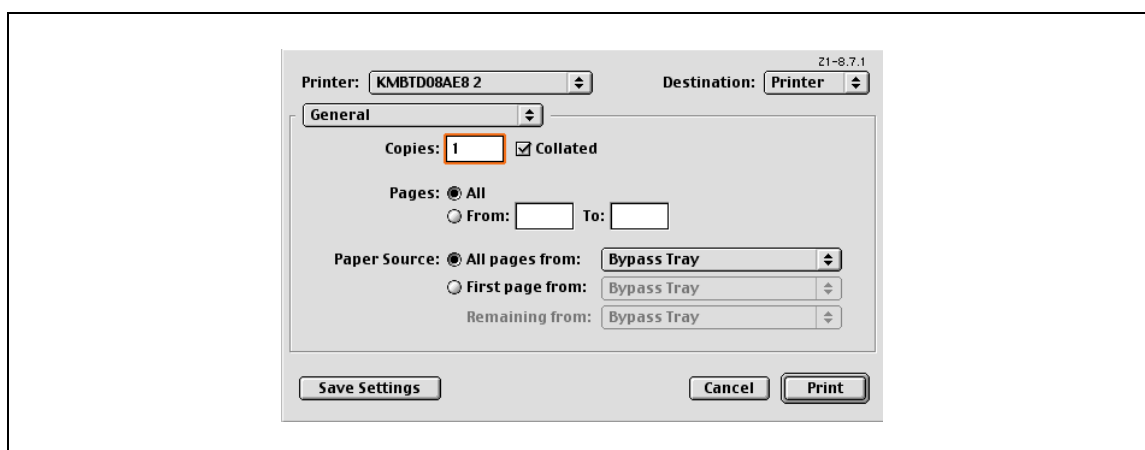 Z1-8.7.1
Printer: KMBTD08AE8 2 Destination: Printer
General
Copies: 1 Collated
Pages: All
From: To:
Paper Source: All pages from: Bypass Tray
First page from: Bypass Tray
Remaining from: Bypass Tray
Save Settings Cancel Print